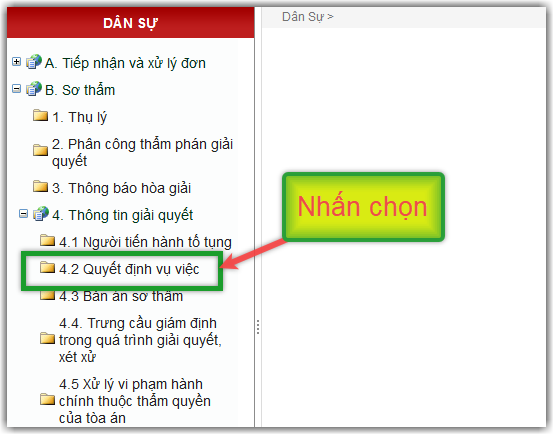 DÂN SỰ
Dân Sự >
A. Tiếp nhận và xử lý đơn
B. Sơ thẩm
1. Thụ lý
2. Phân công thẩm phán giải
quyết
3. Thông báo hòa giải
4. Thông tin giải quyết
4.1 Người tiến hành tố tụng
4.2 Quyết định vụ việc
4.3 Bản án sơ thẩm
4.4. Trưng cầu giám định
trong quá trình giải quyết,
xét xử
4.5 Xử lý vi phạm hành
chính thuộc thẩm quyền
của tòa án
Nhấn chọn